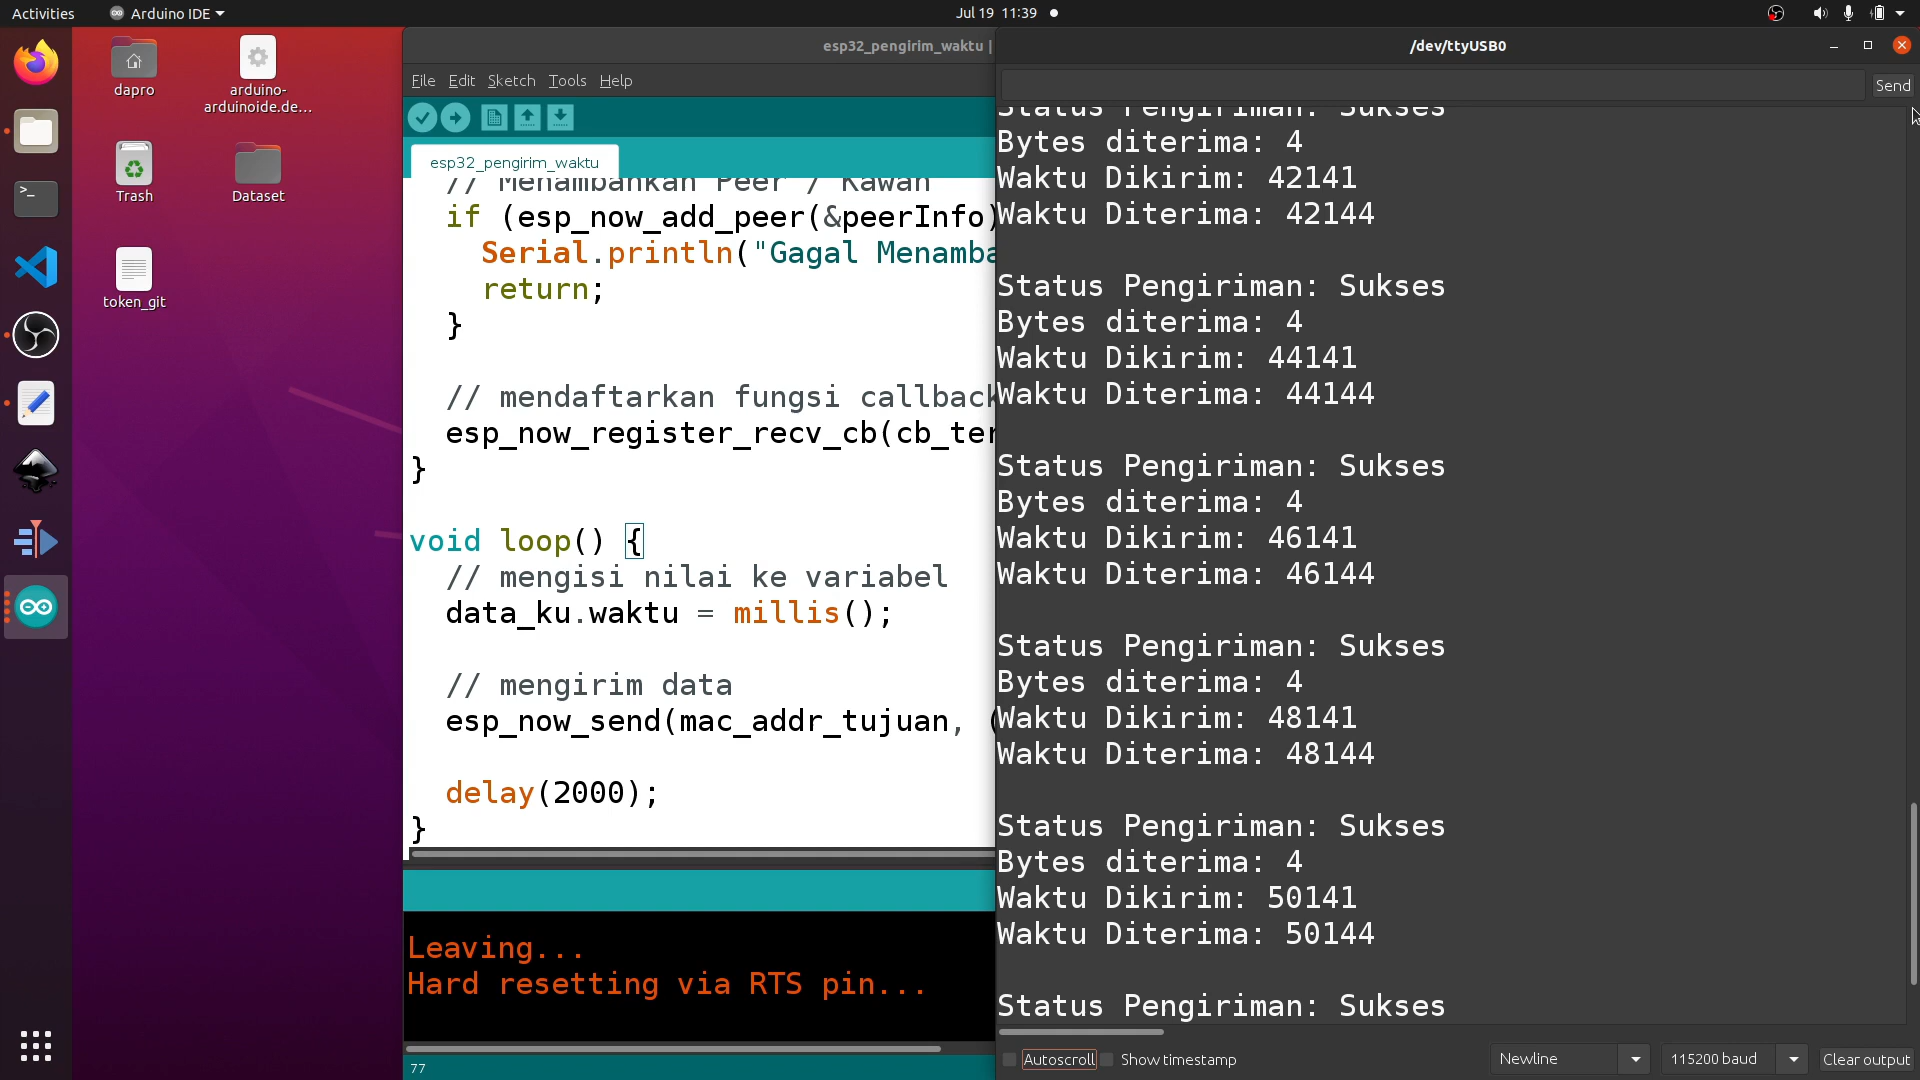 Activities
Arduino IDE
Jul 19 11:39
dapro
arduino-
arduinoide.de...
Trash
Dataset
token_git
esp32_pengirim_waktu |
File Edit Sketch Tools Help
esp32_pengirim_waktu
// Menambahkan Peer / Kawan
if (esp_now_add_peer(&peerInfo)
Serial.println("Gagal Menamba
return;
}
// mendaftarkan fungsi callback
esp_now_register_recv_cb(cb_ter
}
void loop() {
// mengisi nilai ke variabel
data_ku.waktu = millis();
// mengirim data
esp_now_send(mac_addr_tujuan, (
delay(2000);
}
Leaving...
Hard resetting via RTS pin...
77
/dev/ttyUSB0
Send
Status Pengiriman: Sukses
Bytes diterima: 4
Waktu Dikirim: 42141
Waktu Diterima: 42144
Status Pengiriman: Sukses
Bytes diterima: 4
Waktu Dikirim: 44141
Waktu Diterima: 44144
Status Pengiriman: Sukses
Bytes diterima: 4
Waktu Dikirim: 46141
Waktu Diterima: 46144
Status Pengiriman: Sukses
Bytes diterima: 4
Waktu Dikirim: 48141
Waktu Diterima: 48144
Status Pengiriman: Sukses
Bytes diterima: 4
Waktu Dikirim: 50141
Waktu Diterima: 50144
Status Pengiriman: Sukses
Autoscroll Show timestamp Newline 115200 baud Clear output